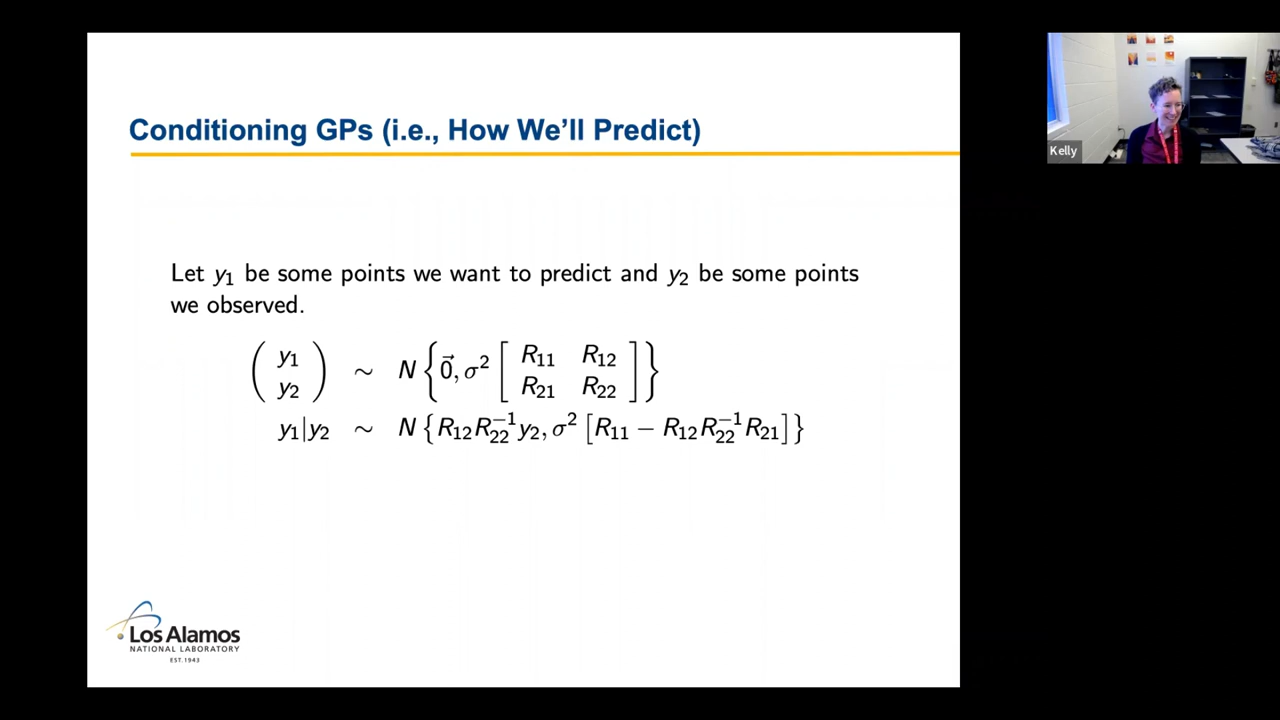 Conditioning GPs (i.e., How We'll Predict)
Kelly
Let y₁ be some points we want to predict and y₂ be some points
we observed.
( y₁ y₂ ) ~ N { 0⃗, σ² [ R₁₁ R₁₂ R₂₁ R₂₂ ] }
y₁|y₂ ~ N { R₁₂R₂₂⁻¹y₂, σ² [ R₁₁ − R₁₂R₂₂⁻¹R₂₁ ] }
Los Alamos
NATIONAL LABORATORY
EST. 1943